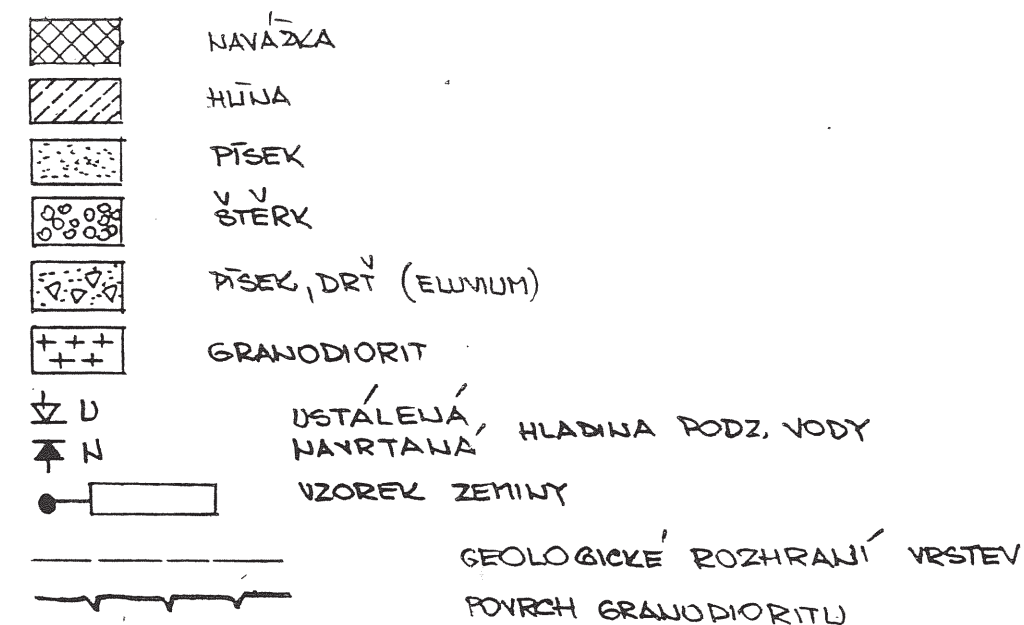 NAVÁŽKA
HLÍNA
PÍSEK
ŠTĚRK
PÍSEK, DRŤ (ELUVIUM)
GRANODIORIT
U USTÁLENÁ, HLADINA PODZ. VODY
N NAVRTANÁ
VZOREK ZEMINY
GEOLOGICKÉ ROZHRANÍ VRSTEV
POVRCH GRANODIORITU